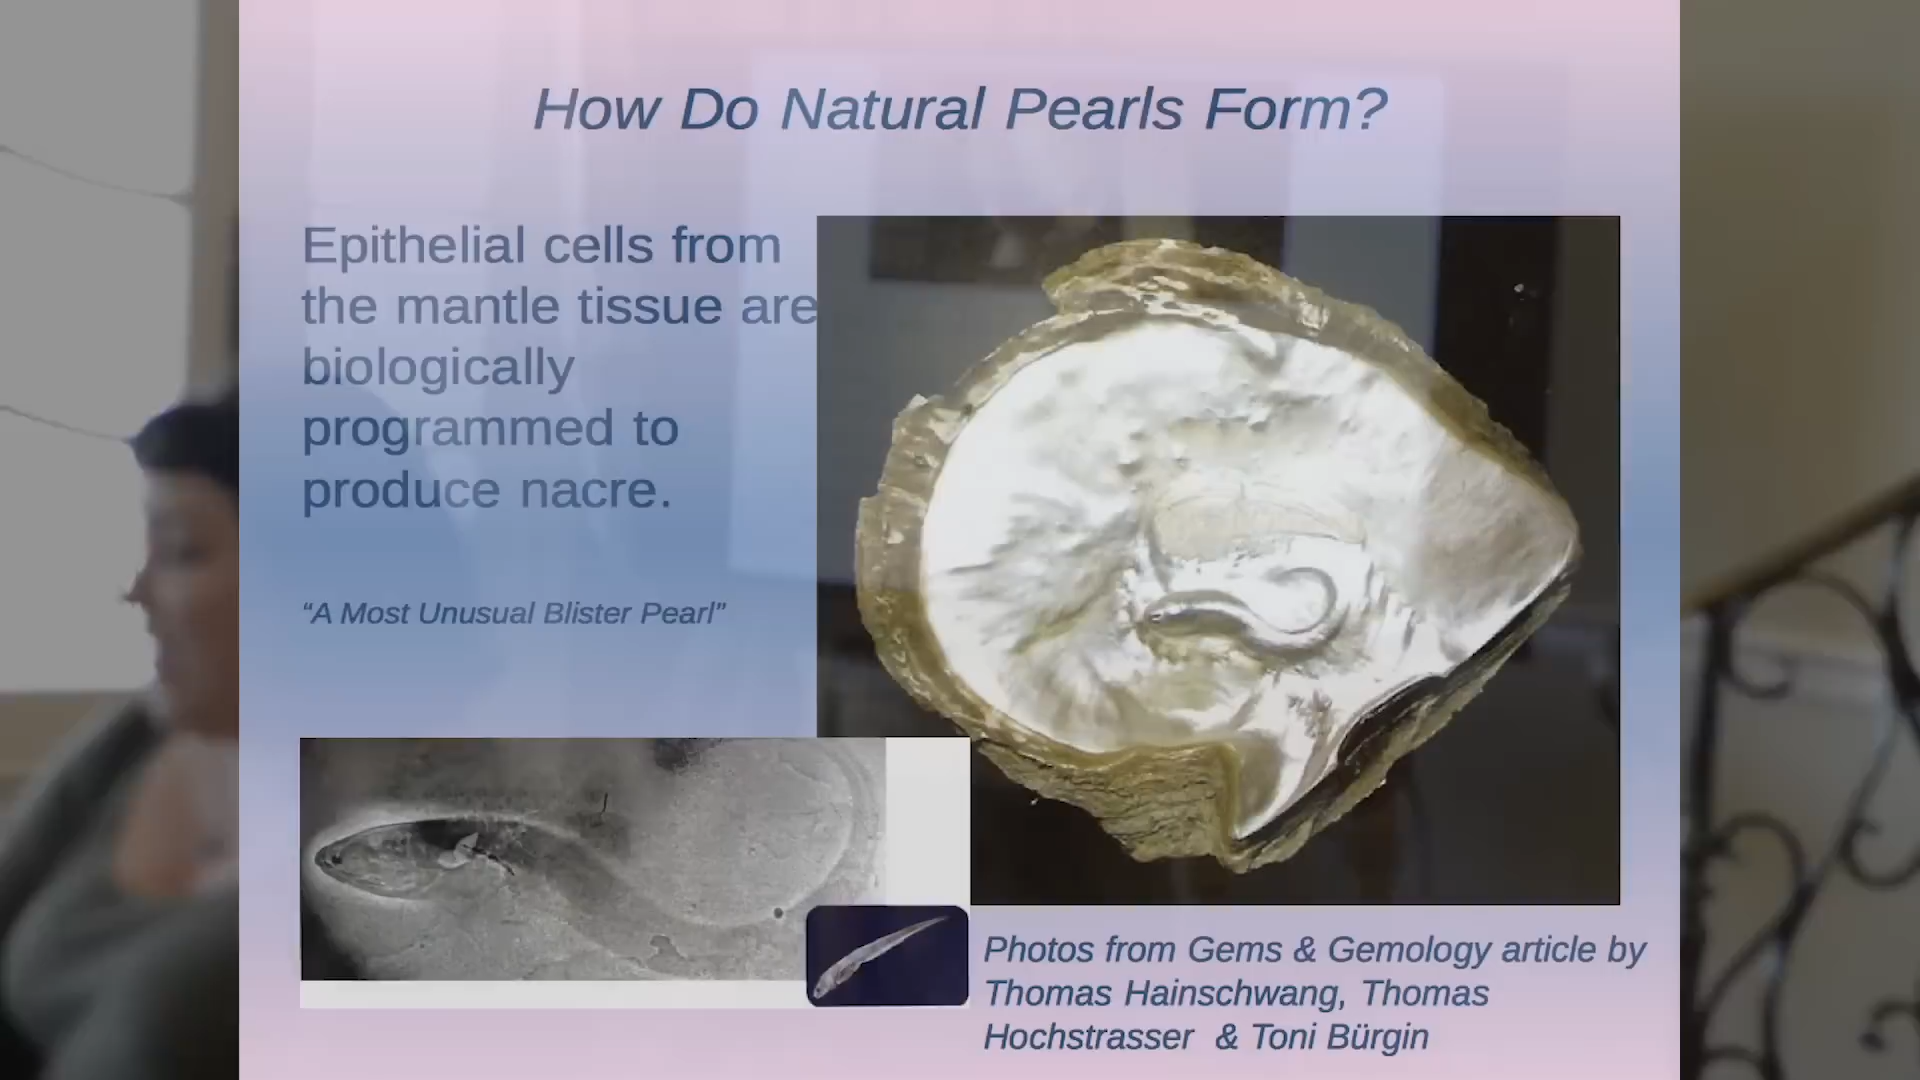 How Do Natural Pearls Form?
Epithelial cells from
the mantle tissue are
biologically
programmed to
produce nacre.
“A Most Unusual Blister Pearl”
Photos from Gems & Gemology article by
Thomas Hainschwang, Thomas
Hochstrasser & Toni Bürgin